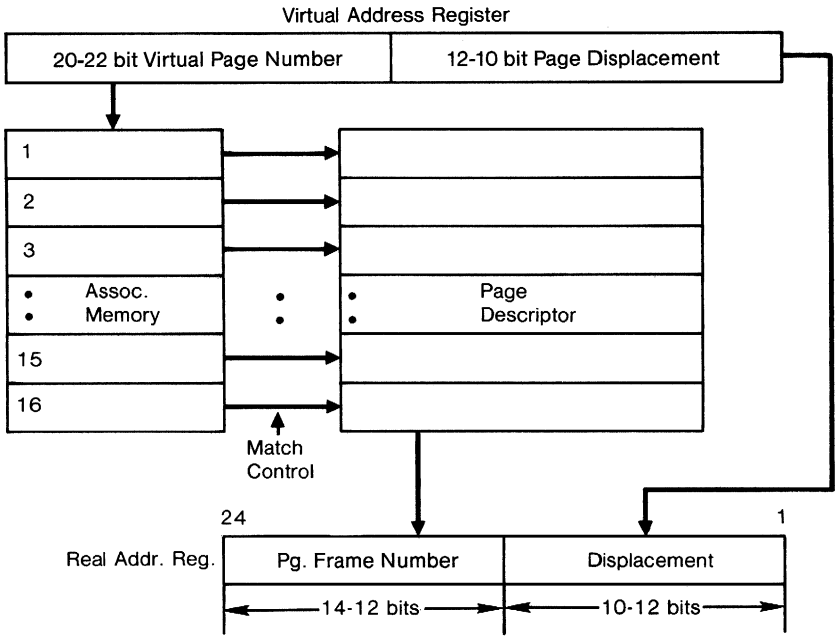 Virtual Address Register
20-22 bit Virtual Page Number
12-10 bit Page Displacement
1
2
3
Assoc.
Memory
Page
Descriptor
15
16
Match
Control
24
1
Real Addr. Reg.
Pg. Frame Number
Displacement
14-12 bits
10-12 bits